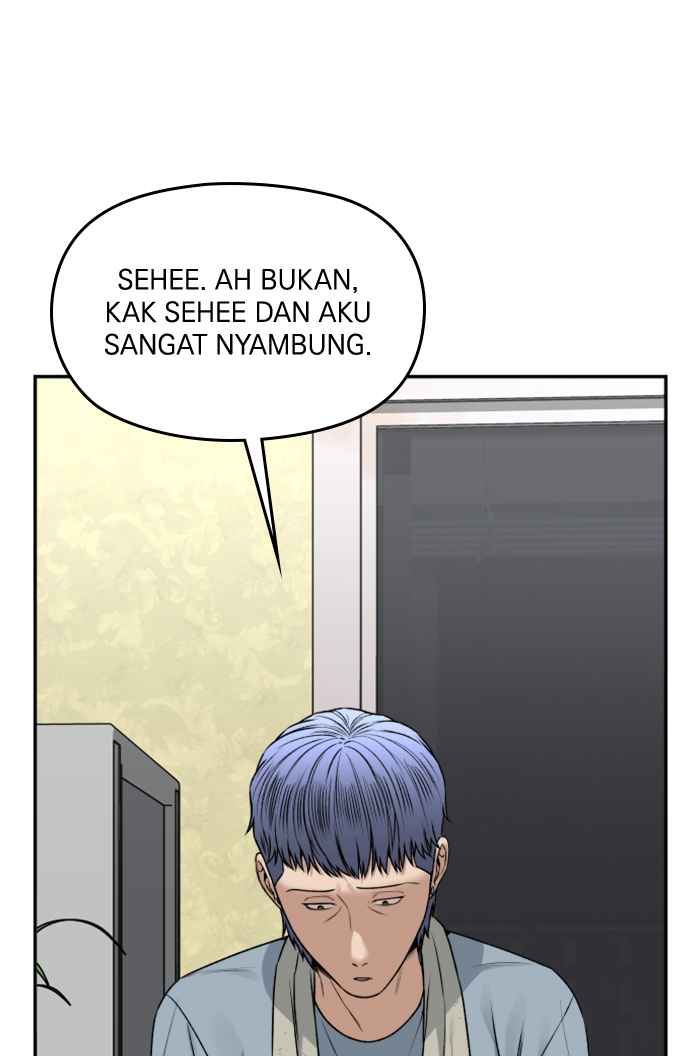 SEHEE. AH BUKAN,
KAK SEHEE DAN AKU
SANGAT NYAMBUNG.